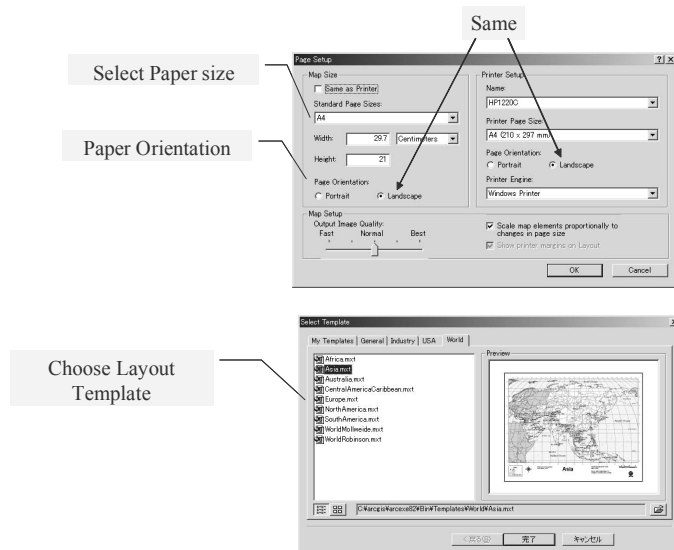 Same
Page Setup
Select Paper size
Map Size
Same as Printer
Standard Page Sizes:
A4
Width: 29.7 Centimeters
Height: 21
Page Orientation:
Portrait Landscape
Paper Orientation
Printer Setup
Name:
HP1220C
Printer Page Size:
A4 (210 x 297 mm)
Page Orientation:
Portrait Landscape
Printer Engine:
Windows Printer
Map Setup
Output Image Quality:
Fast Normal Best
Scale map elements proportionally to
changes in page size
Show printer margins on Layout
OK Cancel
Select Template
My Templates General Industry USA World
Choose Layout
Template
Africa.mxt
Asia.mxt
Australia.mxt
CentralAmericaCaribbean.mxt
Europe.mxt
NorthAmerica.mxt
SouthAmerica.mxt
WorldMollweide.mxt
WorldRobinson.mxt
Preview
Asia
C:¥arcgis¥arcexe82¥Bin¥Templates¥World¥Asia.mxt
< 戻る(B) 完了 キャンセル